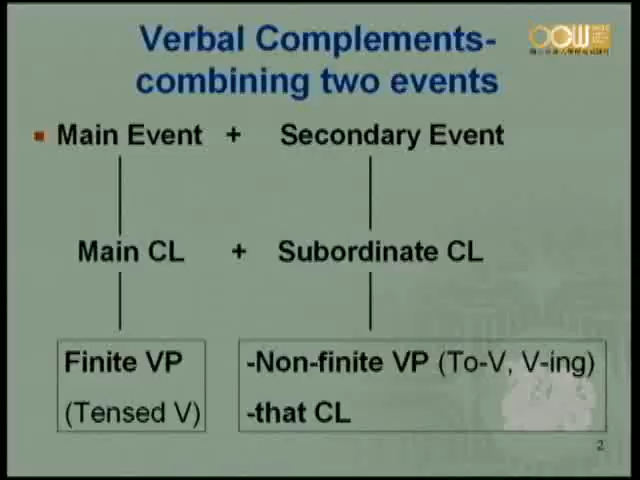 Verbal Complements-
combining two events
Main Event + Secondary Event
Main CL + Subordinate CL
Finite VP
(Tensed V)
-Non-finite VP (To-V, V-ing)
-that CL
2